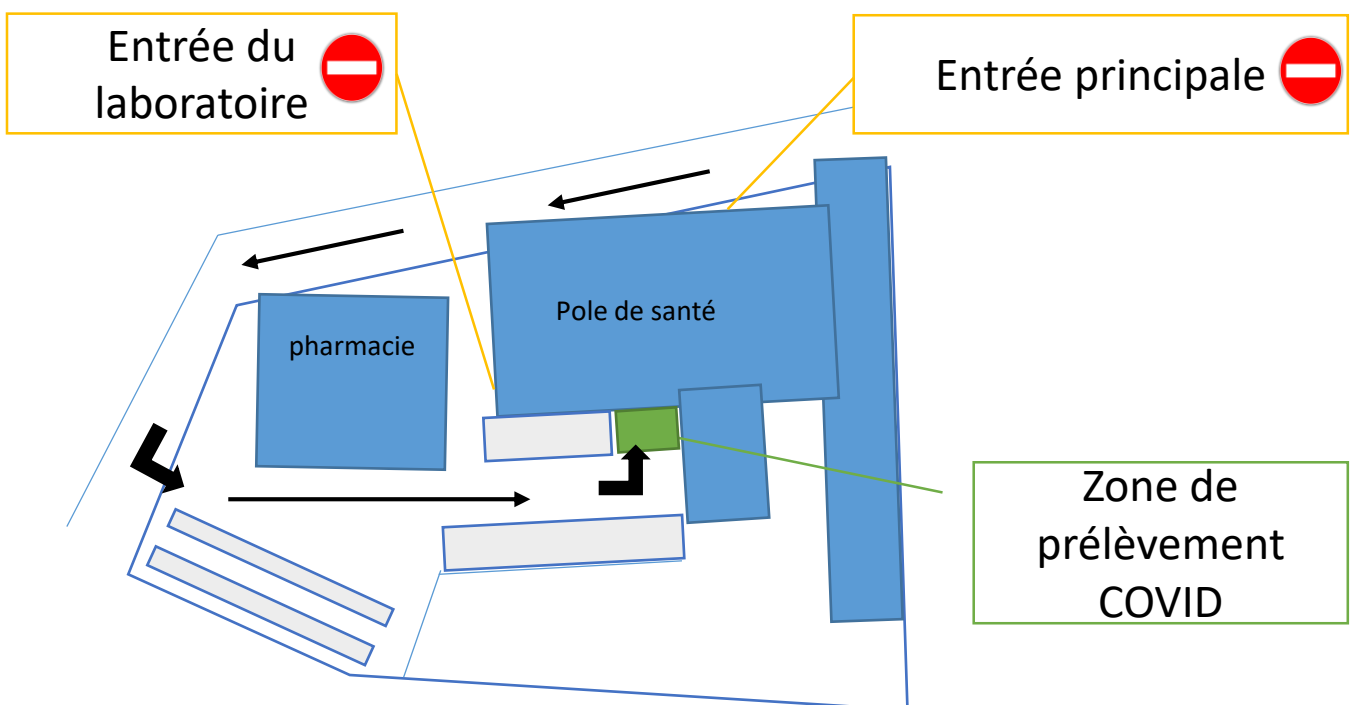 Entrée du
laboratoire
Entrée principale
Pole de santé
pharmacie
Zone de
prélèvement
COVID